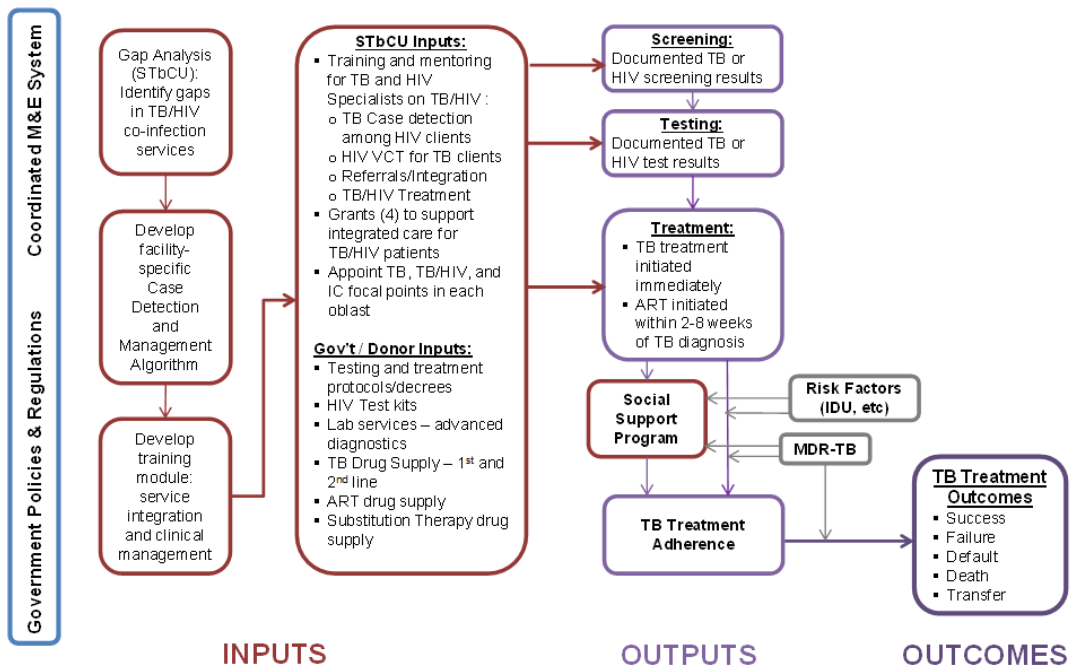 Coordinated M&E System
Government Policies & Regulations
Gap Analysis
(STbCU):
Identify gaps
in TB/HIV
co-infection
services
Develop
facility-
specific
Case
Detection
and
Management
Algorithm
Develop
training
module:
service
integration
and clinical
management
STbCU Inputs:
▪ Training and mentoring
for TB and HIV
Specialists on TB/HIV :
o TB Case detection
among HIV clients
o HIV VCT for TB clients
o Referrals/Integration
o TB/HIV Treatment
▪ Grants (4) to support
integrated care for
TB/HIV patients
▪ Appoint TB, TB/HIV, and
IC focal points in each
oblast
Gov't / Donor Inputs:
▪ Testing and treatment
protocols/decrees
▪ HIV Test kits
▪ Lab services – advanced
diagnostics
▪ TB Drug Supply – 1st and
2nd line
▪ ART drug supply
▪ Substitution Therapy drug
supply
Screening:
Documented TB or
HIV screening results
Testing:
Documented TB or
HIV test results
Treatment:
▪ TB treatment
initiated
immediately
▪ ART initiated
within 2-8 weeks
of TB diagnosis
Social
Support
Program
Risk Factors
(IDU, etc)
MDR-TB
TB Treatment
Adherence
TB Treatment
Outcomes
▪ Success
▪ Failure
▪ Default
▪ Death
▪ Transfer
INPUTS
OUTPUTS
OUTCOMES